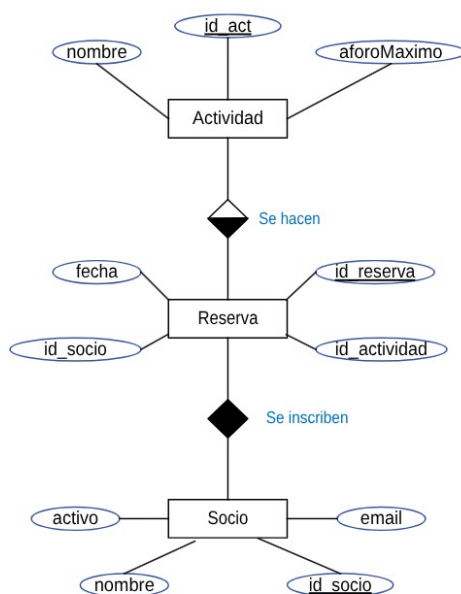 id_act
nombre
aforoMaximo
Actividad
Se hacen
fecha
id_reserva
Reserva
id_socio
id_actividad
Se inscriben
activo
Socio
email
nombre
id_socio